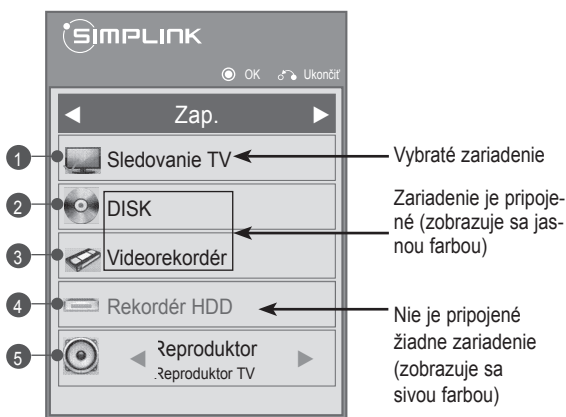 SIMPLINK
OK Ukončiť
Zap.
1 Sledovanie TV
2 DISK
3 Videorekordér
4 Rekordér HDD
5 Reproduktor
Reproduktor TV
Vybraté zariadenie
Zariadenie je pripoje-
né (zobrazuje sa jas-
nou farbou)
Nie je pripojené
žiadne zariadenie
(zobrazuje sa
sivou farbou)